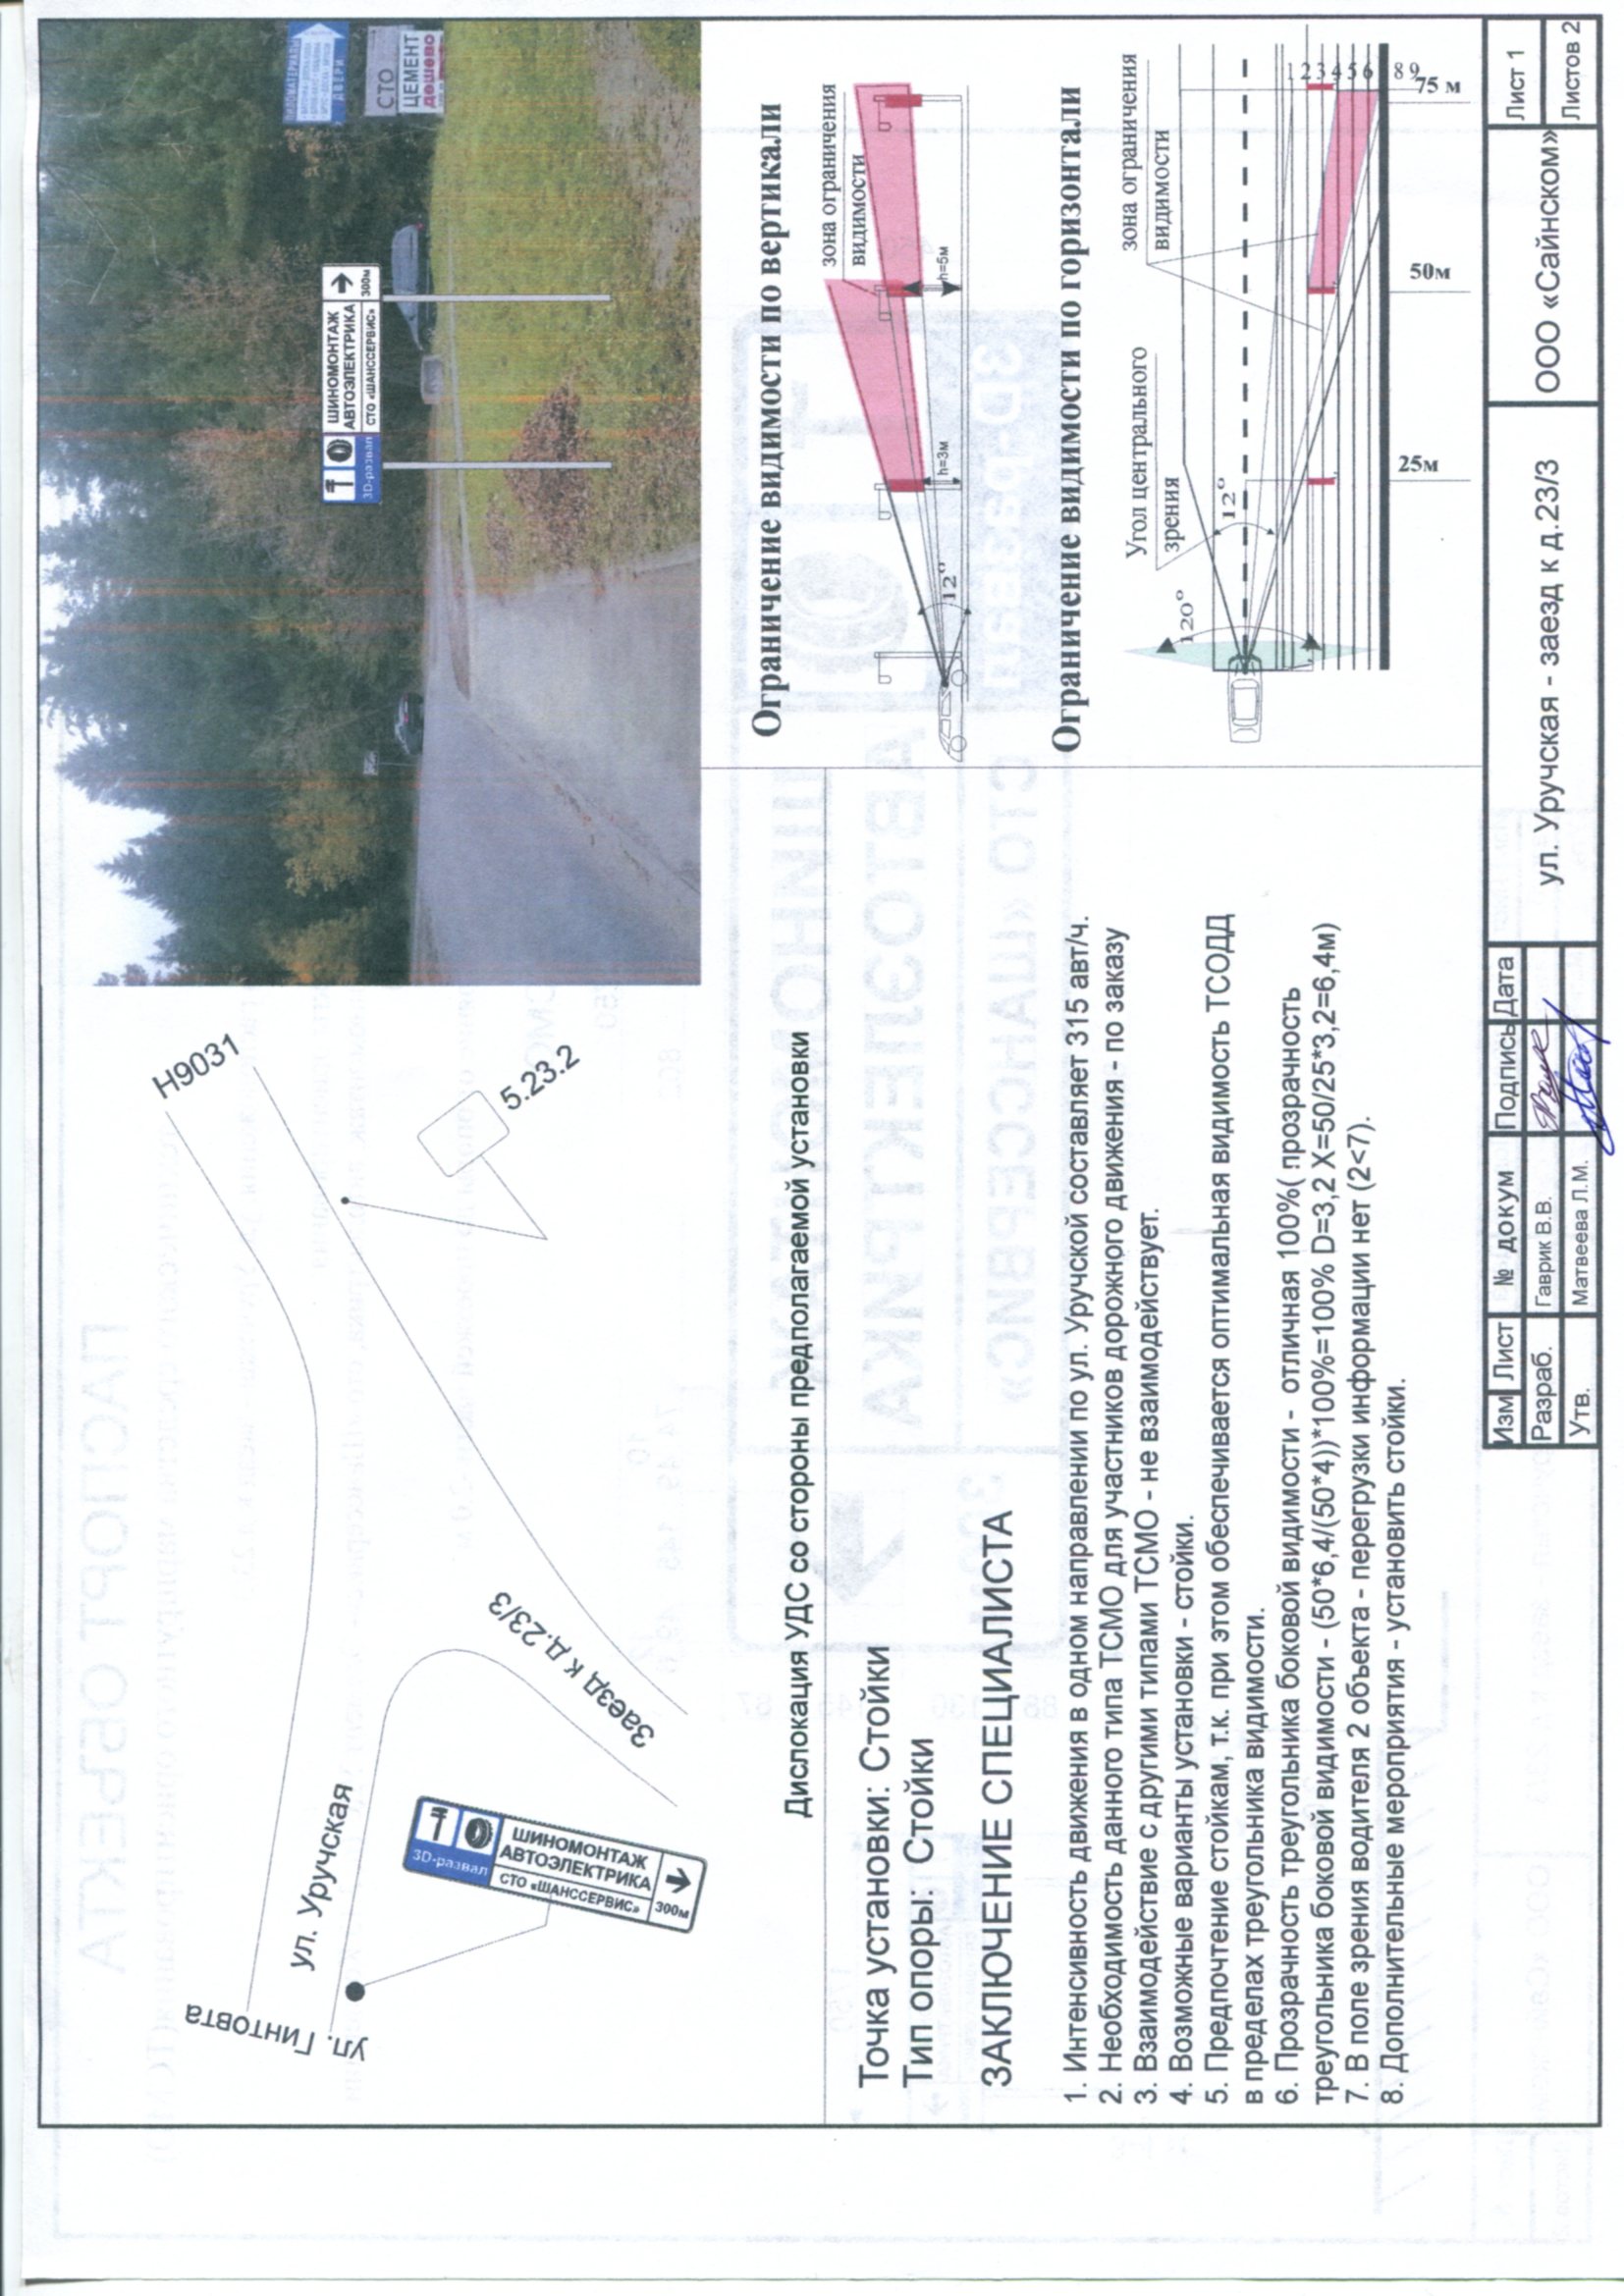 Н9031
5.23.2
ул. Уручская
ул. Гинтовта
Заезд к д.23/3
3D-развал
ШИНОМОНТАЖ
АВТОЭЛЕКТРИКА
СТО «ШАНССЕРВИС»
300м
Дислокация УДС со стороны предполагаемой установки
3D-развал
ШИНОМОНТАЖ
АВТОЭЛЕКТРИКА
СТО «ШАНССЕРВИС»
300м
ПИЛОМАТЕРИАЛЫ
ДВЕРИ
СТО
ЦЕМЕНТ
дешево
Точка установки: Стойки
Тип опоры: Стойки
ЗАКЛЮЧЕНИЕ СПЕЦИАЛИСТА
1. Интенсивность движения в одном направлении по ул. Уручской составляет 315 авт/ч.
2. Необходимость данного типа ТСМО для участников дорожного движения - по заказу
3. Взаимодействие с другими типами ТСМО - не взаимодействует.
4. Возможные варианты установки - стойки.
5. Предпочтение стойкам, т.к. при этом обеспечивается оптимальная видимость ТСОДД
в пределах треугольника видимости.
6. Прозрачность треугольника боковой видимости - отличная 100%( прозрачность
треугольника боковой видимости - (50*6,4/(50*4))*100%=100% D=3,2 X=50/25*3,2=6,4м)
7. В поле зрения водителя 2 объекта - перегрузки информации нет (2<7).
8. Дополнительные мероприятия - установить стойки.
Ограничение видимости по вертикали
зона ограничения
видимости
12°
h=3м
h=5м
Ограничение видимости по горизонтали
Угол центрального
зрения
зона ограничения
видимости
120°
12°
1 2 3 4 5 6 8 9
25м
50м
75 м
Изм Лист № докум Подпись Дата
Разраб. Гаврик В.В.
Утв. Матвеева Л.М.
ул. Уручская - заезд к д.23/3
ООО «Сайнском»
Лист 1
Листов 2